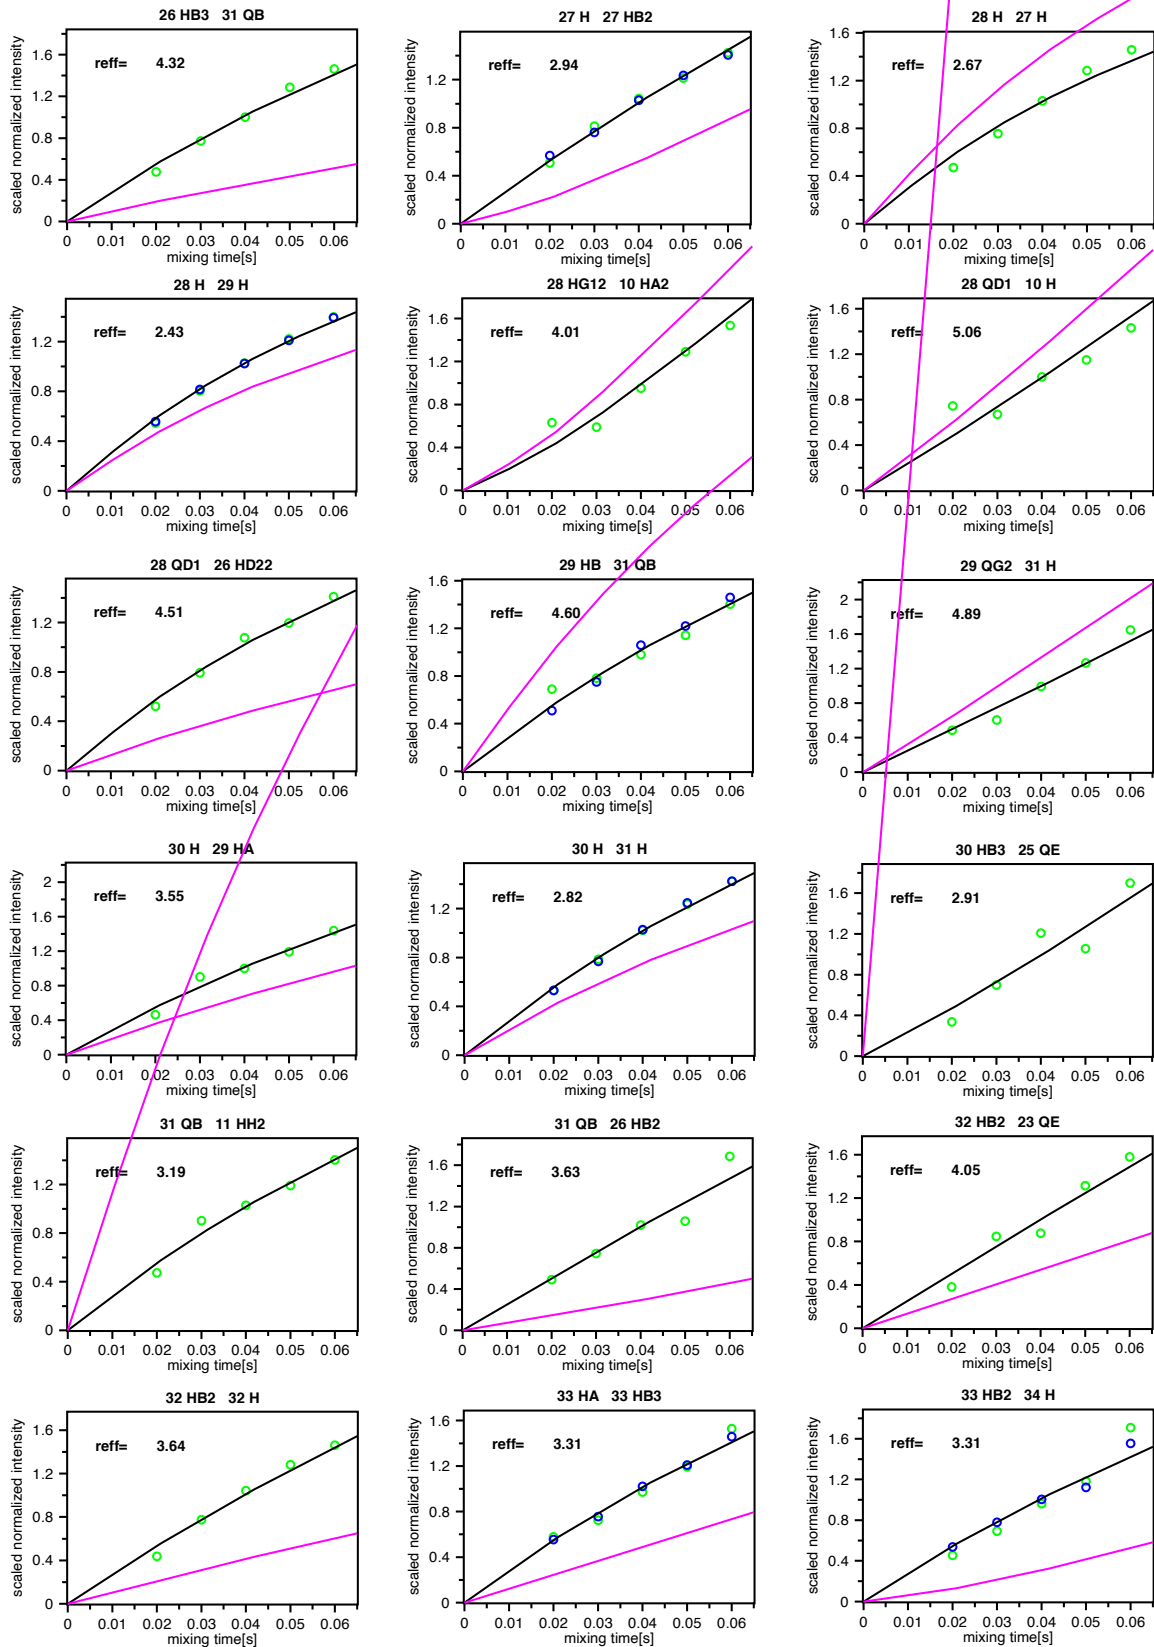 26 HB3 31 QB
reff= 4.32
scaled normalized intensity
1.6
1.2
0.8
0.4
0
0 0.01 0.02 0.03 0.04 0.05 0.06
mixing time[s]
27 H 27 HB2
reff= 2.94
scaled normalized intensity
1.6
1.2
0.8
0.4
0
0 0.01 0.02 0.03 0.04 0.05 0.06
mixing time[s]
28 H 27 H
reff= 2.67
scaled normalized intensity
1.6
1.2
0.8
0.4
0
0 0.01 0.02 0.03 0.04 0.05 0.06
mixing time[s]
28 H 29 H
reff= 2.43
scaled normalized intensity
1.2
0.8
0.4
0
0 0.01 0.02 0.03 0.04 0.05 0.06
mixing time[s]
28 HG12 10 HA2
reff= 4.01
scaled normalized intensity
1.6
1.2
0.8
0.4
0
0 0.01 0.02 0.03 0.04 0.05 0.06
mixing time[s]
28 QD1 10 H
reff= 5.06
scaled normalized intensity
1.6
1.2
0.8
0.4
0
0 0.01 0.02 0.03 0.04 0.05 0.06
mixing time[s]
28 QD1 26 HD22
reff= 4.51
scaled normalized intensity
1.2
0.8
0.4
0
0 0.01 0.02 0.03 0.04 0.05 0.06
mixing time[s]
29 HB 31 QB
reff= 4.60
scaled normalized intensity
1.6
1.2
0.8
0.4
0
0 0.01 0.02 0.03 0.04 0.05 0.06
mixing time[s]
29 QG2 31 H
reff= 4.89
scaled normalized intensity
2
1.6
1.2
0.8
0.4
0
0 0.01 0.02 0.03 0.04 0.05 0.06
mixing time[s]
30 H 29 HA
reff= 3.55
scaled normalized intensity
2
1.6
1.2
0.8
0.4
0
0 0.01 0.02 0.03 0.04 0.05 0.06
mixing time[s]
30 H 31 H
reff= 2.82
scaled normalized intensity
1.2
0.8
0.4
0
0 0.01 0.02 0.03 0.04 0.05 0.06
mixing time[s]
30 HB3 25 QE
reff= 2.91
scaled normalized intensity
1.6
1.2
0.8
0.4
0
0 0.01 0.02 0.03 0.04 0.05 0.06
mixing time[s]
31 QB 11 HH2
reff= 3.19
scaled normalized intensity
1.2
0.8
0.4
0
0 0.01 0.02 0.03 0.04 0.05 0.06
mixing time[s]
31 QB 26 HB2
reff= 3.63
scaled normalized intensity
1.6
1.2
0.8
0.4
0
0 0.01 0.02 0.03 0.04 0.05 0.06
mixing time[s]
32 HB2 23 QE
reff= 4.05
scaled normalized intensity
1.6
1.2
0.8
0.4
0
0 0.01 0.02 0.03 0.04 0.05 0.06
mixing time[s]
32 HB2 32 H
reff= 3.64
scaled normalized intensity
1.6
1.2
0.8
0.4
0
0 0.01 0.02 0.03 0.04 0.05 0.06
mixing time[s]
33 HA 33 HB3
reff= 3.31
scaled normalized intensity
1.6
1.2
0.8
0.4
0
0 0.01 0.02 0.03 0.04 0.05 0.06
mixing time[s]
33 HB2 34 H
reff= 3.31
scaled normalized intensity
1.6
1.2
0.8
0.4
0
0 0.01 0.02 0.03 0.04 0.05 0.06
mixing time[s]